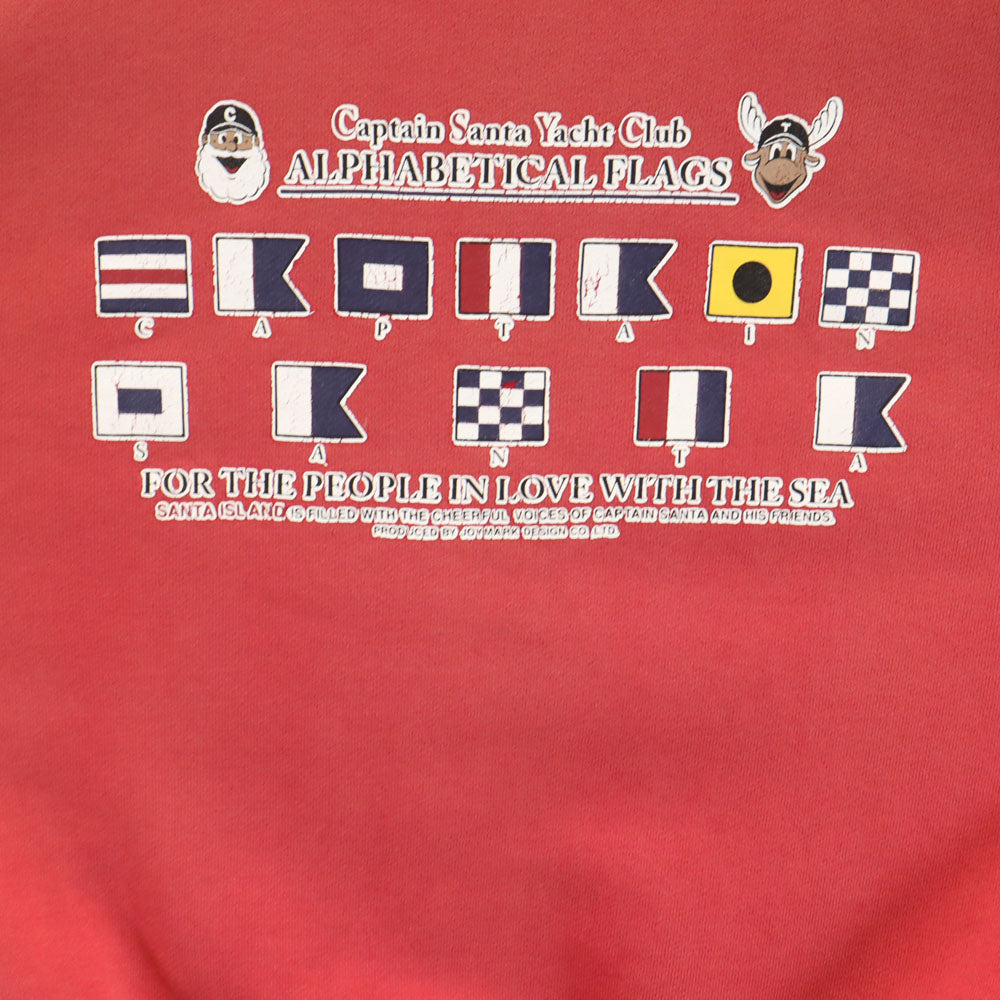 Captain Santa Yacht Club
C
T
ALPHABETICAL FLAGS
C A P T A I N
S A N T A
FOR THE PEOPLE IN LOVE WITH THE SEA
SANTA ISLAND IS FILLED WITH THE CHEERFUL VOICES OF CAPTAIN SANTA AND HIS FRIENDS.
PRODUCED BY JOYMARK DESIGN CO. LTD.